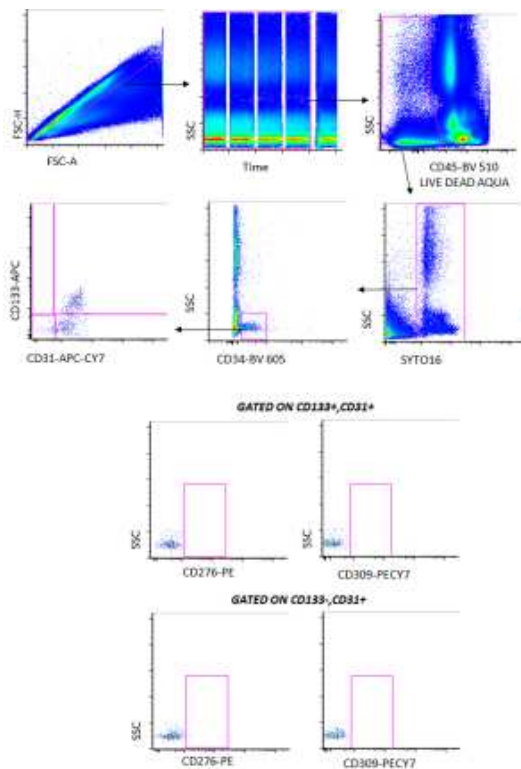 FSC-H
FSC-A
SSC
Time
SSC
CD45-BV 510
LIVE DEAD AQUA
CD133-APC
CD31-APC-CY7
SSC
CD34-BV 605
SSC
SYTO16
GATED ON CD133+,CD31+
SSC
CD276-PE
SSC
CD309-PECY7
GATED ON CD133-,CD31+
SSC
CD276-PE
SSC
CD309-PECY7